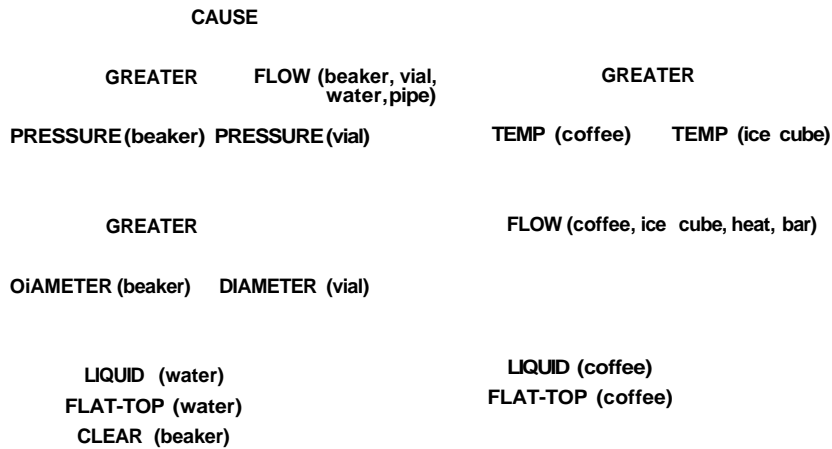 CAUSE
GREATER FLOW (beaker, vial,
water,pipe)
PRESSURE (beaker) PRESSURE (vial)
GREATER
OiAMETER (beaker) DIAMETER (vial)
LIQUID (water)
FLAT-TOP (water)
CLEAR (beaker)
GREATER
TEMP (coffee) TEMP (ice cube)
FLOW (coffee, ice cube, heat, bar)
LIQUID (coffee)
FLAT-TOP (coffee)